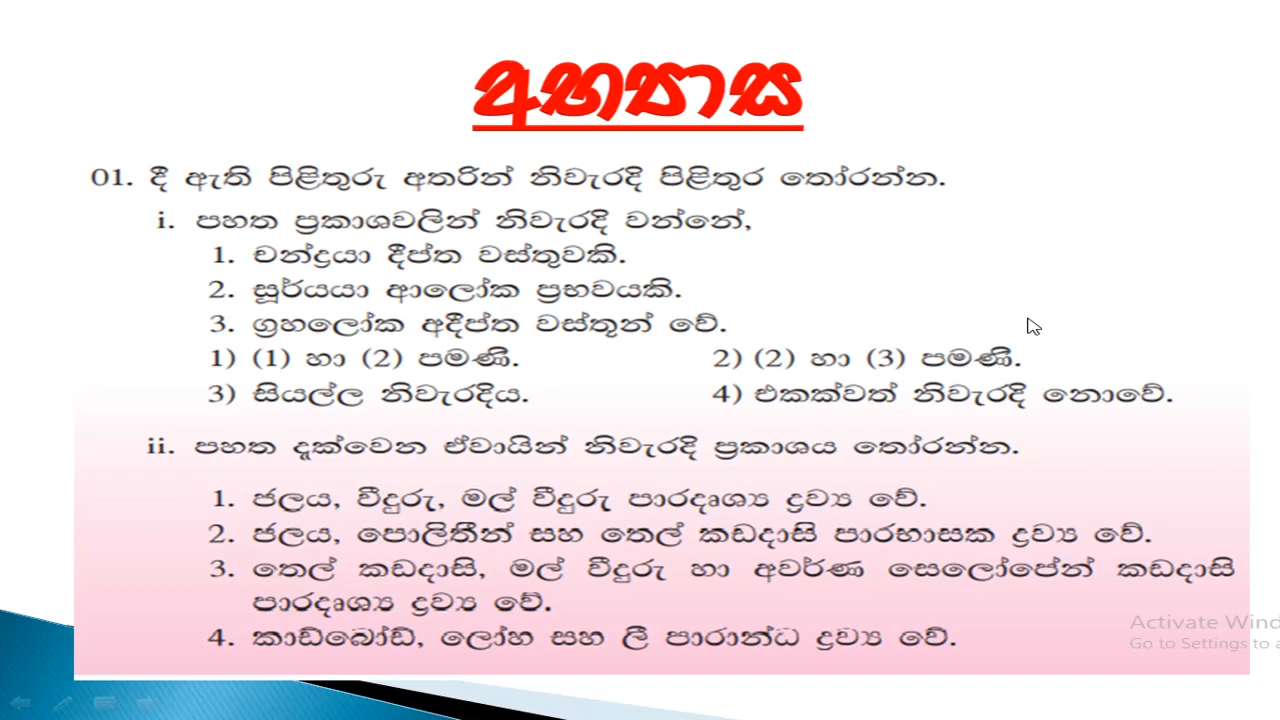 අභ්‍යාස
01. දී ඇති පිළිතුරු අතරින් නිවැරදි පිළිතුර තෝරන්න.
i. පහත ප්‍රකාශවලින් නිවැරදි වන්නේ,
1. චන්ද්‍රයා දීප්ත වස්තුවකි.
2. සූර්යයා ආලෝක ප්‍රභවයකි.
3. ග්‍රහලෝක අදීප්ත වස්තූන් වේ.
1) (1) හා (2) පමණි. 2) (2) හා (3) පමණි.
3) සියල්ල නිවැරදිය. 4) එකක්වත් නිවැරදි නොවේ.
ii. පහත දැක්වෙන ඒවායින් නිවැරදි ප්‍රකාශය තෝරන්න.
1. ජලය, වීදුරු, මල් වීදුරු පාරදෘශ්‍ය ද්‍රව්‍ය වේ.
2. ජලය, පොලිතීන් සහ තෙල් කඩදාසි පාරභාසක ද්‍රව්‍ය වේ.
3. තෙල් කඩදාසි, මල් වීදුරු හා අවර්ණ සෙලෝපේන් කඩදාසි
පාරදෘශ්‍ය ද්‍රව්‍ය වේ.
4. කාඩ්බෝඩ්, ලෝහ සහ ලී පාරාන්ධ ද්‍රව්‍ය වේ.
Activate Wind
Go to Settings to a